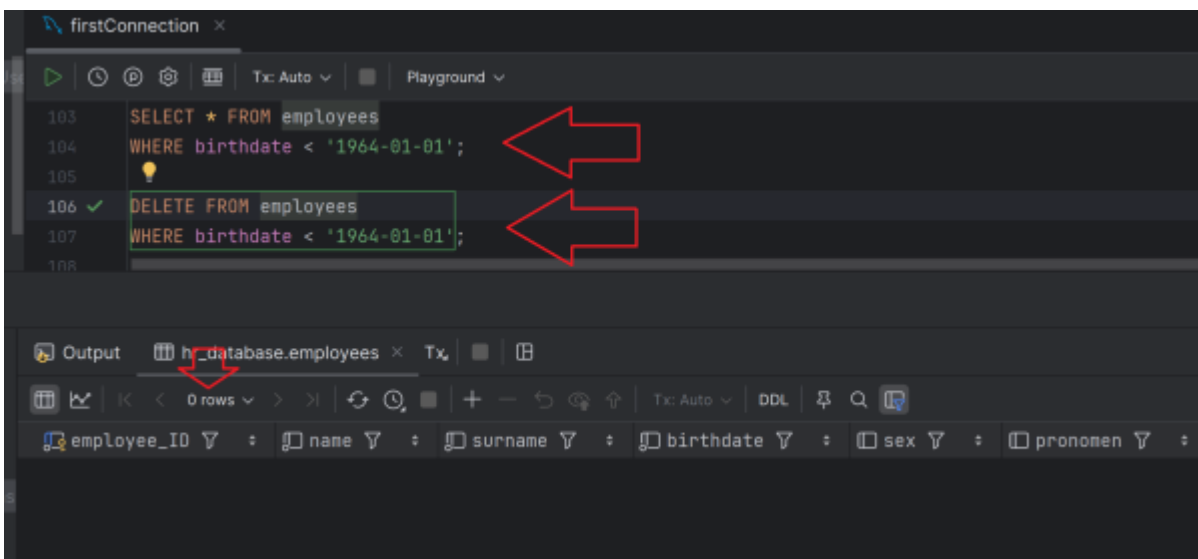 firstConnection
Tx: Auto
Playground
103 SELECT * FROM employees
104 WHERE birthdate < '1964-01-01';
105
106 DELETE FROM employees
107 WHERE birthdate < '1964-01-01';
108
Output hr_database.employees Tx
0 rows Tx: Auto DDL
employee_ID name surname birthdate sex pronomen